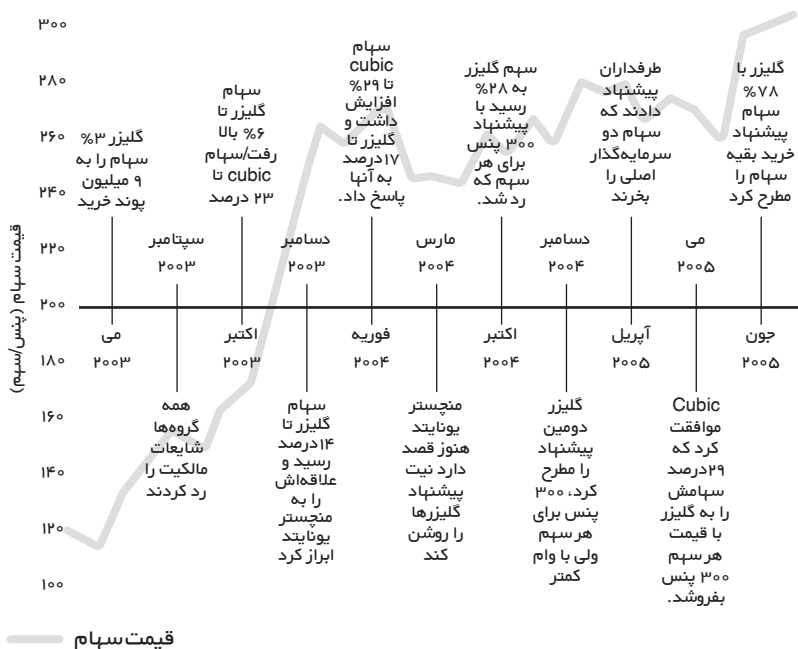 قیمت سهام (پنس/سهم)
۳۰۰
۲۸۰
۲۶۰
۲۴۰
۲۲۰
۲۰۰
۱۸۰
۱۶۰
۱۴۰
۱۲۰
۱۰۰
گلیزر ۳%
سهام را به
۹ میلیون
پوند خرید
می
۲۰۰۳
سپتامبر
۲۰۰۳
همه
گروه‌ها
شایعات
مالکیت را
رد کردند
سهام
گلیزر تا
۶% بالا
رفت/سهام
cubic تا
۲۳ درصد
اکتبر
۲۰۰۳
دسامبر
۲۰۰۳
سهام
گلیزر تا
۱۴درصد
رسید و
علاقه‌اش
را به
منچستر
یونایتد
ابراز کرد
سهام
cubic
تا ۲۹%
افزایش
داشت و
گلیزر تا
۱۷درصد
به آنها
پاسخ داد.
فوریه
۲۰۰۴
مارس
۲۰۰۴
منچستر
یونایتد
هنوز قصد
دارد نیت
پیشنهاد
گلیزرها
را روشن
کند
سهم گلیزر
به ۲۸%
رسید با
پیشنهاد
۳۰۰ پنس
برای هر
سهم که
رد شد.
اکتبر
۲۰۰۴
دسامبر
۲۰۰۴
گلیزر
دومین
پیشنهاد
را مطرح
کرد، ۳۰۰
پنس برای
هر سهم
ولی با وام
کمتر
طرفداران
پیشنهاد
دادند که
سهام دو
سرمایه‌گذار
اصلی را
بخرند
آپریل
۲۰۰۵
می
۲۰۰۵
Cubic
موافقت
کرد که
۲۹درصد
سهامش
را به گلیزر
با قیمت
هر سهم
۳۰۰ پنس
بفروشد.
گلیزر با
۷۸%
سهام
پیشنهاد
خرید بقیه
سهام را
مطرح کرد
جون
۲۰۰۵
قیمت سهام